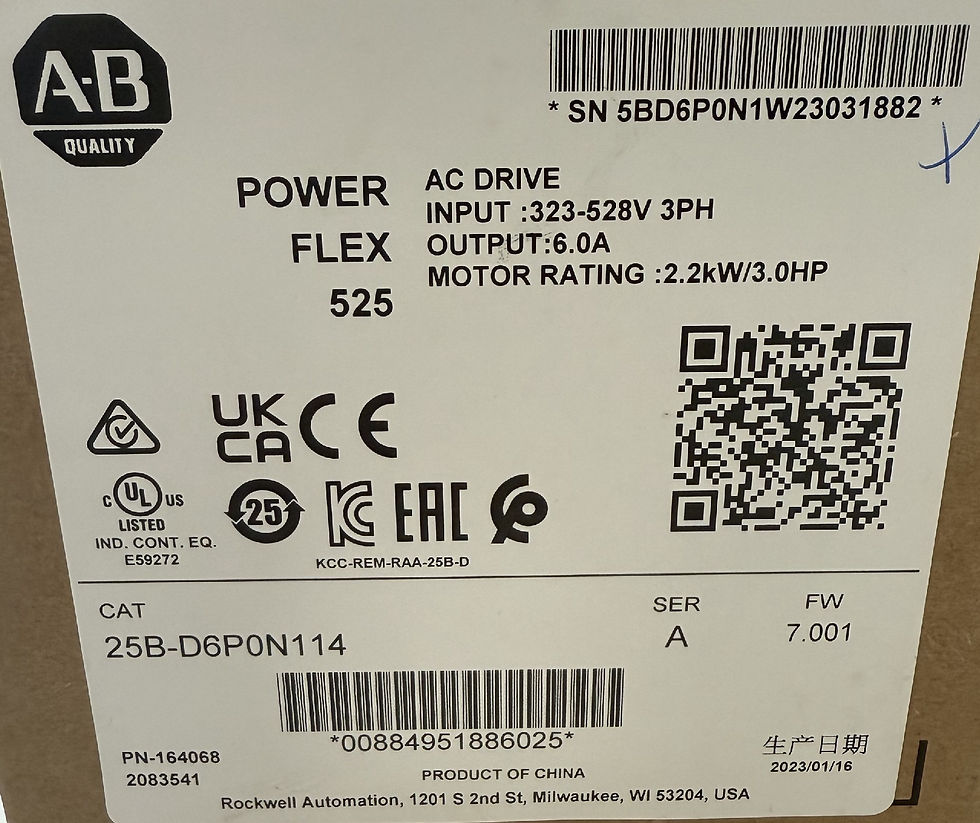 A-B
QUALITY
* SN 5BD6P0N1W23031882 *
POWER
FLEX
525
AC DRIVE
INPUT :323-528V 3PH
OUTPUT:6.0A
MOTOR RATING :2.2kW/3.0HP
UK
CA
CE
C UL US
LISTED
IND. CONT. EQ.
E59272
25
KC
EAC
KCC-REM-RAA-25B-D
CAT
25B-D6P0N114
SER
A
FW
7.001
*00884951886025*
PN-164068
2083541
PRODUCT OF CHINA
生产日期
2023/01/16
Rockwell Automation, 1201 S 2nd St, Milwaukee, WI 53204, USA